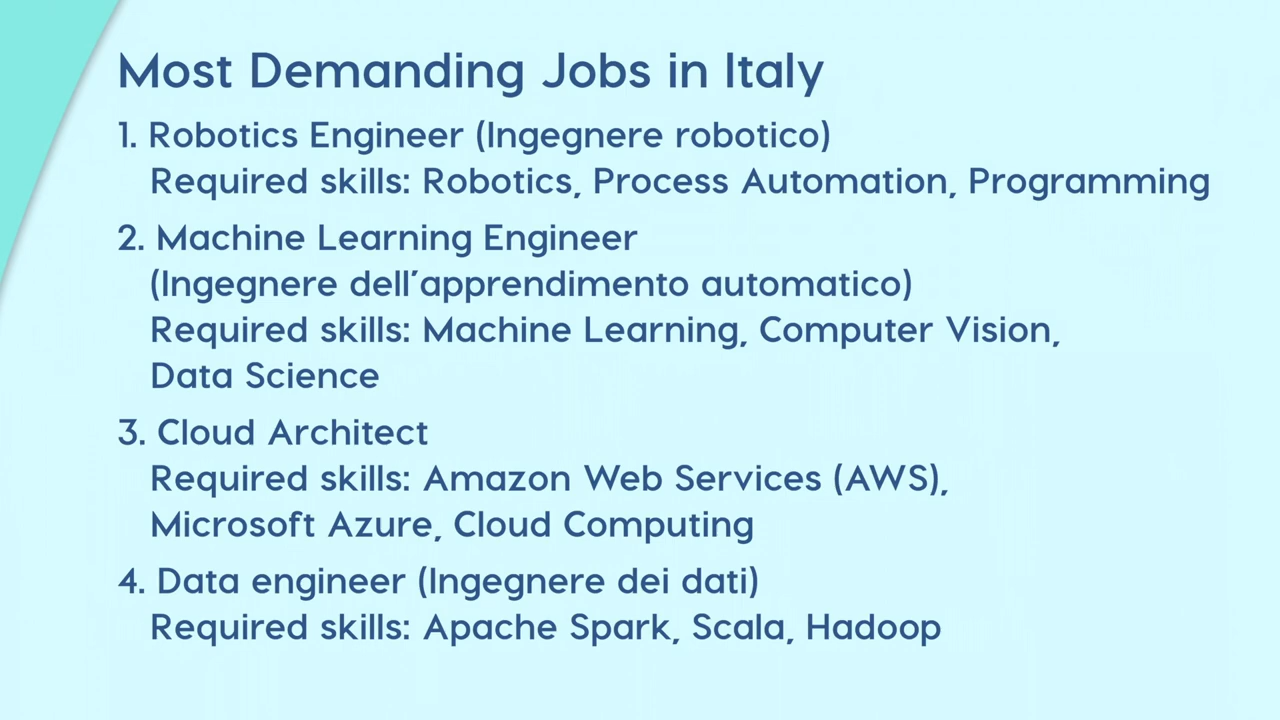 Most Demanding Jobs in Italy
1. Robotics Engineer (Ingegnere robotico)
Required skills: Robotics, Process Automation, Programming
2. Machine Learning Engineer
(Ingegnere dell'apprendimento automatico)
Required skills: Machine Learning, Computer Vision,
Data Science
3. Cloud Architect
Required skills: Amazon Web Services (AWS),
Microsoft Azure, Cloud Computing
4. Data engineer (Ingegnere dei dati)
Required skills: Apache Spark, Scala, Hadoop